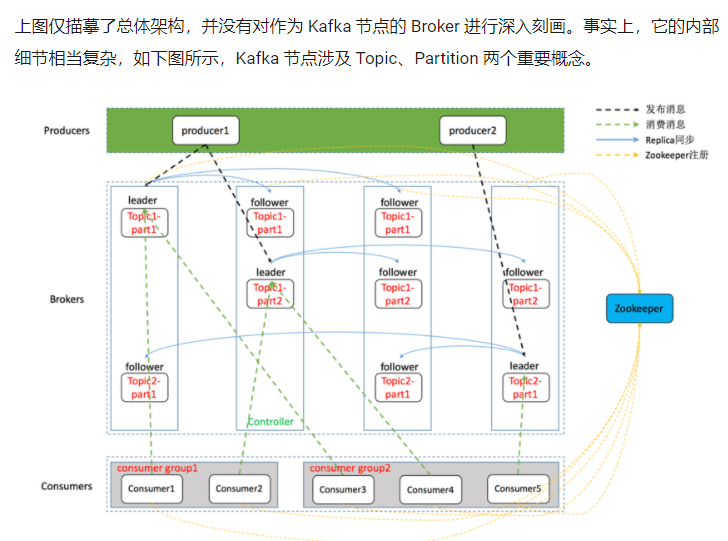 上图仅描摹了总体架构，并没有对作为 Kafka 节点的 Broker 进行深入刻画。事实上，它的内部
细节相当复杂，如下图所示，Kafka 节点涉及 Topic、Partition 两个重要概念。
发布消息
消费消息
Replica同步
Zookeeper注册
Producers
producer1
producer2
Brokers
leader
Topic1-
part1
follower
Topic1-
part1
follower
Topic1-
part1
leader
Topic1-
part2
follower
Topic1-
part2
follower
Topic1-
part2
Zookeeper
follower
Topic2-
part1
follower
Topic2-
part1
leader
Topic2-
part1
Controller
Consumers
consumer group1
Consumer1
Consumer2
consumer group2
Consumer3
Consumer4
Consumer5